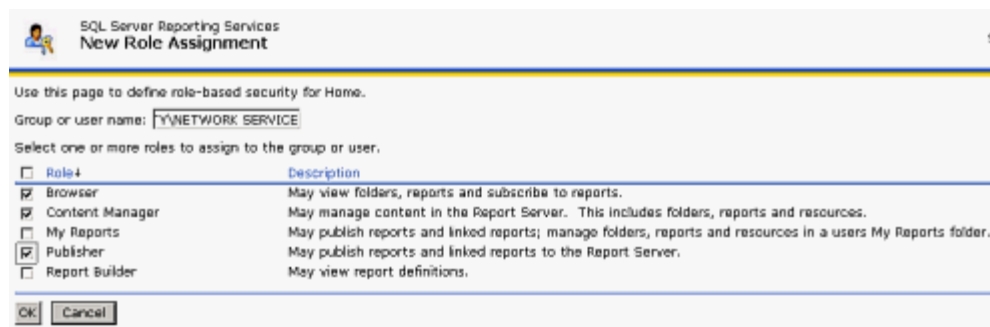 SQL Server Reporting Services
New Role Assignment
Use this page to define role-based security for Home.
Group or user name: Y\NETWORK SERVICE
Select one or more roles to assign to the group or user.
Role↓ Description
Browser May view folders, reports and subscribe to reports.
Content Manager May manage content in the Report Server. This includes folders, reports and resources.
My Reports May publish reports and linked reports; manage folders, reports and resources in a users My Reports folder.
Publisher May publish reports and linked reports to the Report Server.
Report Builder May view report definitions.
OK Cancel